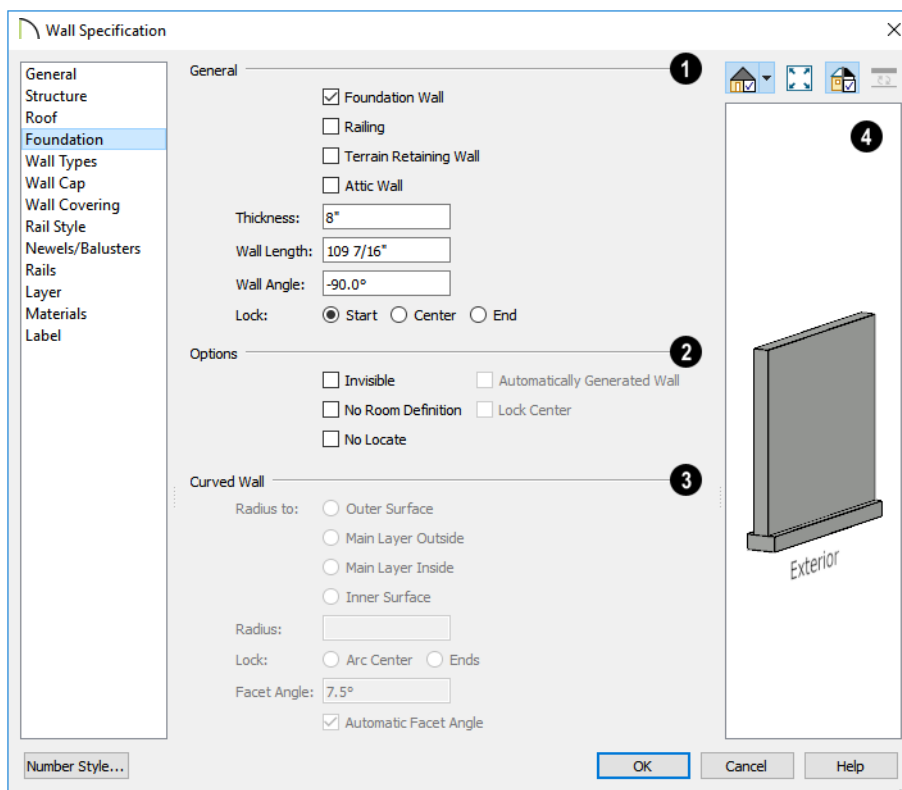 Wall Specification
General
Structure
Roof
Foundation
Wall Types
Wall Cap
Wall Covering
Rail Style
Newels/Balusters
Rails
Layer
Materials
Label
General 1
Foundation Wall
Railing
Terrain Retaining Wall
Attic Wall
Thickness: 8"
Wall Length: 109 7/16"
Wall Angle: -90.0°
Lock: Start Center End
Options 2
Invisible Automatically Generated Wall
No Room Definition Lock Center
No Locate
Curved Wall 3
Radius to: Outer Surface
Main Layer Outside
Main Layer Inside
Inner Surface
Radius:
Lock: Arc Center Ends
Facet Angle: 7.5°
Automatic Facet Angle
4
Exterior
Number Style... OK Cancel Help